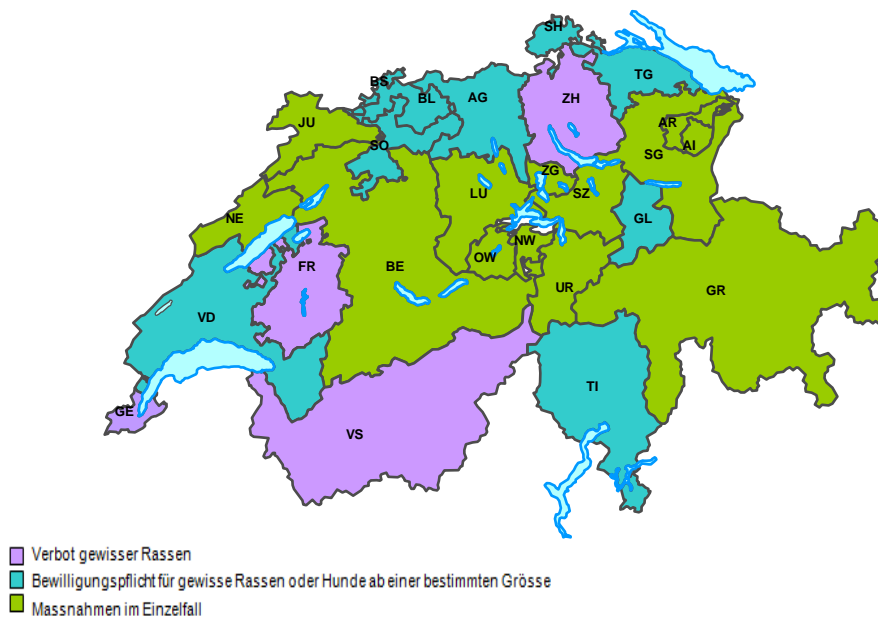 SH
BS
BL
AG
ZH
TG
JU
SO
AR
AI
SG
ZG
LU
SZ
NE
GL
NW
OW
FR
BE
UR
GR
VD
TI
GE
VS
Verbot gewisser Rassen
Bewilligungspflicht für gewisse Rassen oder Hunde ab einer bestimmten Grösse
Massnahmen im Einzelfall